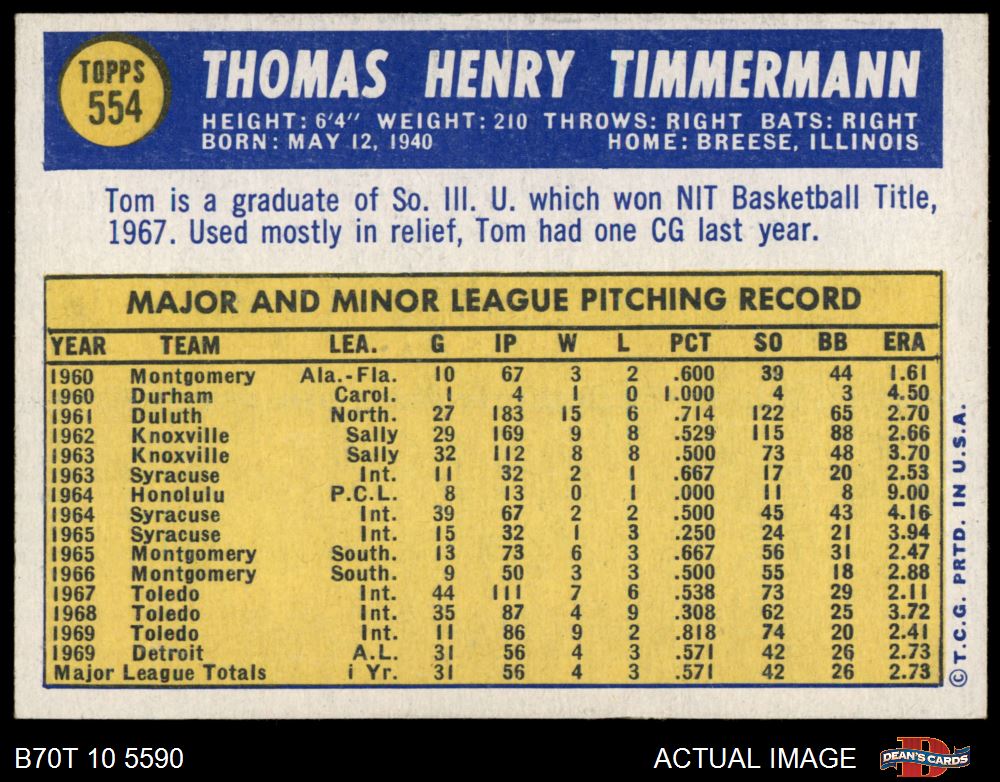 TOPPS
554
THOMAS HENRY TIMMERMANN
HEIGHT: 6'4" WEIGHT: 210 THROWS: RIGHT BATS: RIGHT
BORN: MAY 12, 1940 HOME: BREESE, ILLINOIS
Tom is a graduate of So. Ill. U. which won NIT Basketball Title,
1967. Used mostly in relief, Tom had one CG last year.
MAJOR AND MINOR LEAGUE PITCHING RECORD
YEAR TEAM LEA. G IP W L PCT SO BB ERA
1960 Montgomery Ala.-Fla. 10 67 3 2 .600 39 44 1.61
1960 Durham Carol. 1 4 1 0 1.000 4 3 4.50
1961 Duluth North. 27 183 15 6 .714 122 65 2.70
1962 Knoxville Sally 29 169 9 8 .529 115 88 2.66
1963 Knoxville Sally 32 112 8 8 .500 73 48 3.70
1963 Syracuse Int. 11 32 2 1 .667 17 20 2.53
1964 Honolulu P.C.L. 8 13 0 1 .000 11 8 9.00
1964 Syracuse Int. 39 67 2 2 .500 45 43 4.16
1965 Syracuse Int. 15 32 1 3 .250 24 21 3.94
1965 Montgomery South. 13 73 6 3 .667 56 31 2.47
1966 Montgomery South. 9 50 3 3 .500 55 18 2.88
1967 Toledo Int. 44 111 7 6 .538 73 29 2.11
1968 Toledo Int. 35 87 4 9 .308 62 25 3.72
1969 Toledo Int. 11 86 9 2 .818 74 20 2.41
1969 Detroit A.L. 31 56 4 3 .571 42 26 2.73
Major League Totals 1 Yr. 31 56 4 3 .571 42 26 2.73
© T.C.G. PRTD. IN U.S.A.
B70T 10 5590 ACTUAL IMAGE
DEAN'S CARDS